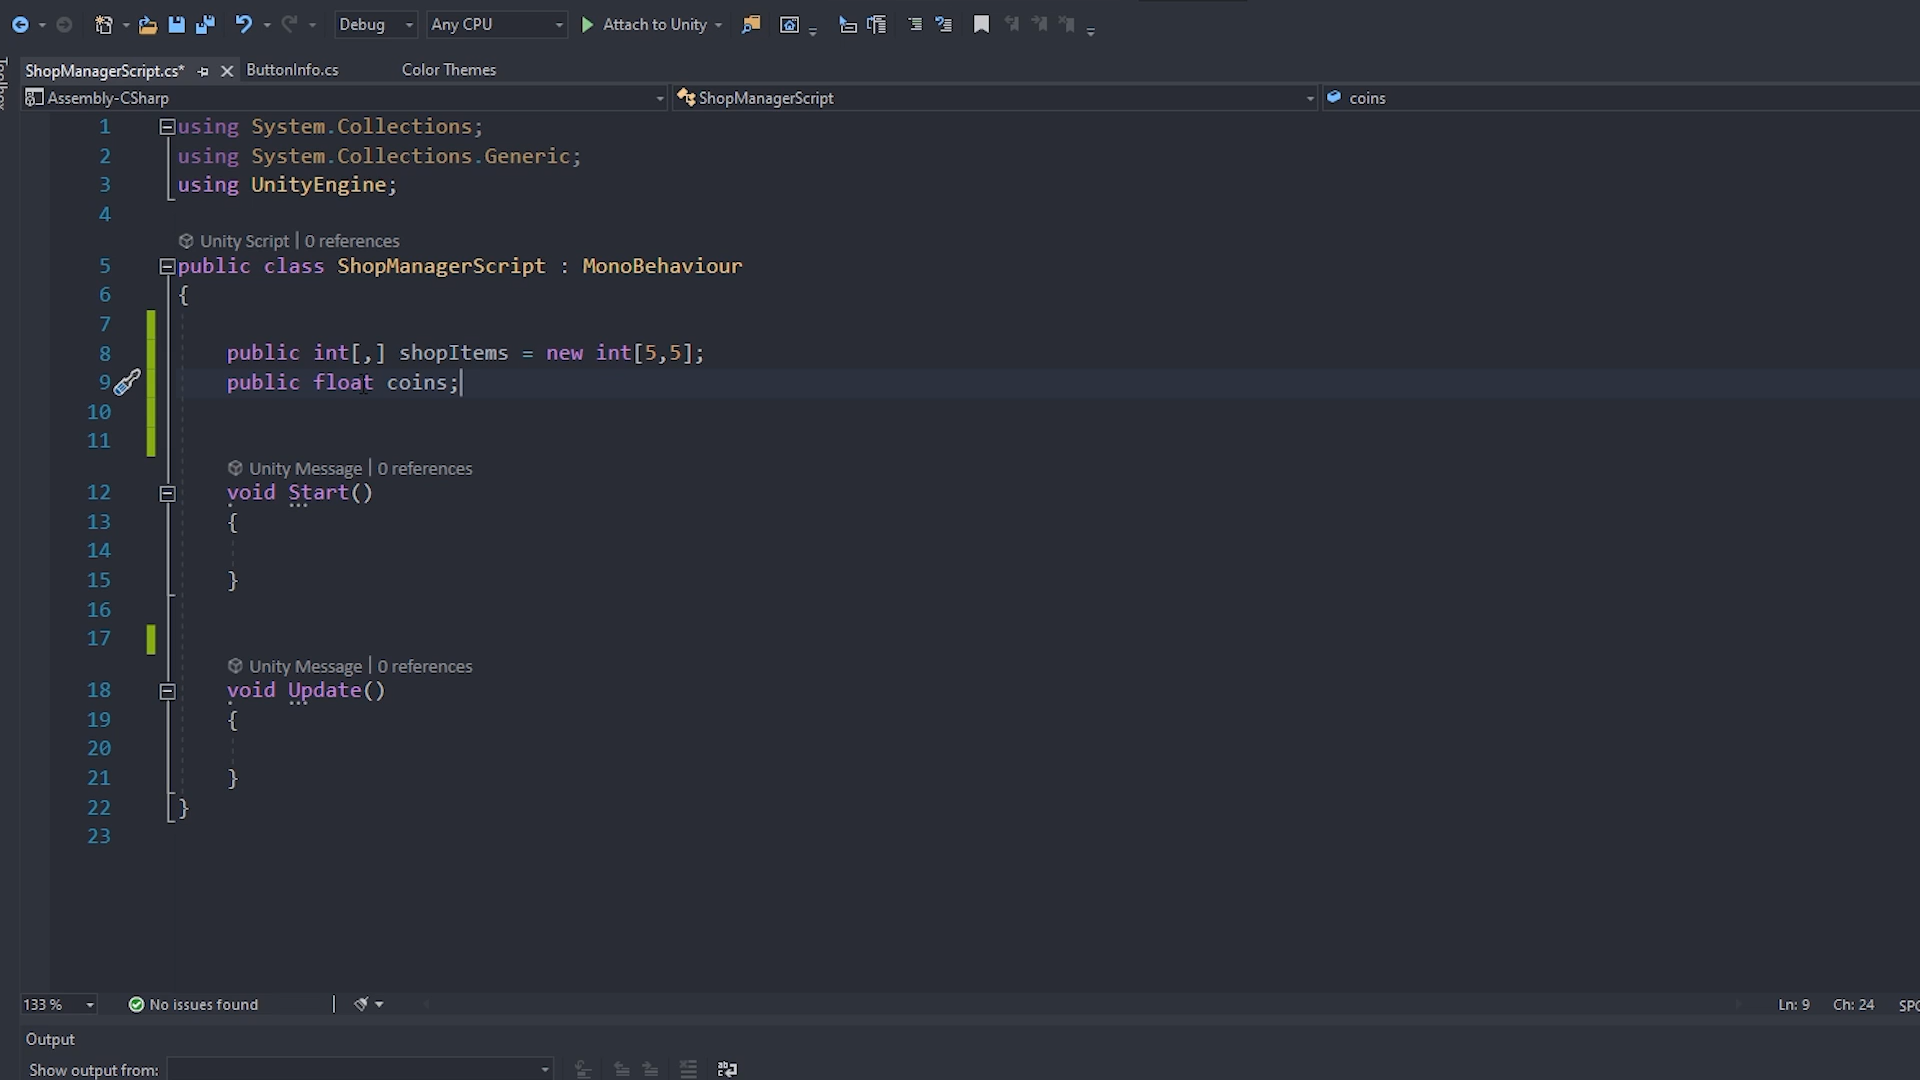 Debug Any CPU Attach to Unity
Toolbox
ShopManagerScript.cs* ButtonInfo.cs Color Themes
Assembly-CSharp ShopManagerScript coins
1 using System.Collections;
2 using System.Collections.Generic;
3 using UnityEngine;
4
Unity Script | 0 references
5 public class ShopManagerScript : MonoBehaviour
6 {
7
8 public int[,] shopItems = new int[5,5];
9 public float coins;
10
11
Unity Message | 0 references
12 void Start()
13 {
14
15 }
16
17
Unity Message | 0 references
18 void Update()
19 {
20
21 }
22 }
23
133 % No issues found Ln: 9 Ch: 24 SPC
Output
Show output from: